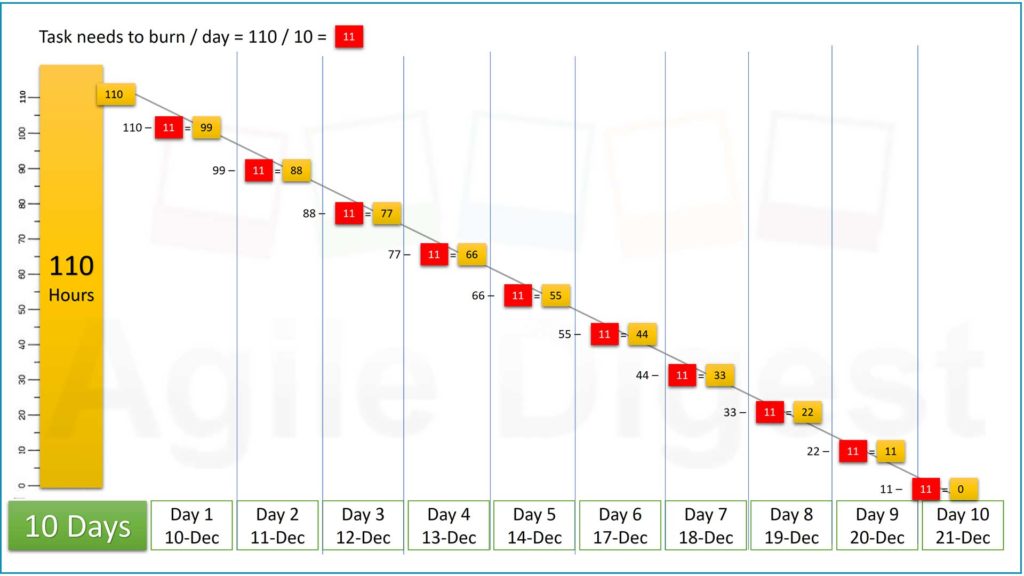 Task needs to burn / day = 110 / 10 = 11
110
100
90
80
70
60
50
40
30
20
10
0
110
Hours
110
110 – 11 = 99
99 – 11 = 88
88 – 11 = 77
77 – 11 = 66
66 – 11 = 55
55 – 11 = 44
44 – 11 = 33
33 – 11 = 22
22 – 11 = 11
11 – 11 = 0
Agile Digest
10 Days
Day 1
10-Dec
Day 2
11-Dec
Day 3
12-Dec
Day 4
13-Dec
Day 5
14-Dec
Day 6
17-Dec
Day 7
18-Dec
Day 8
19-Dec
Day 9
20-Dec
Day 10
21-Dec